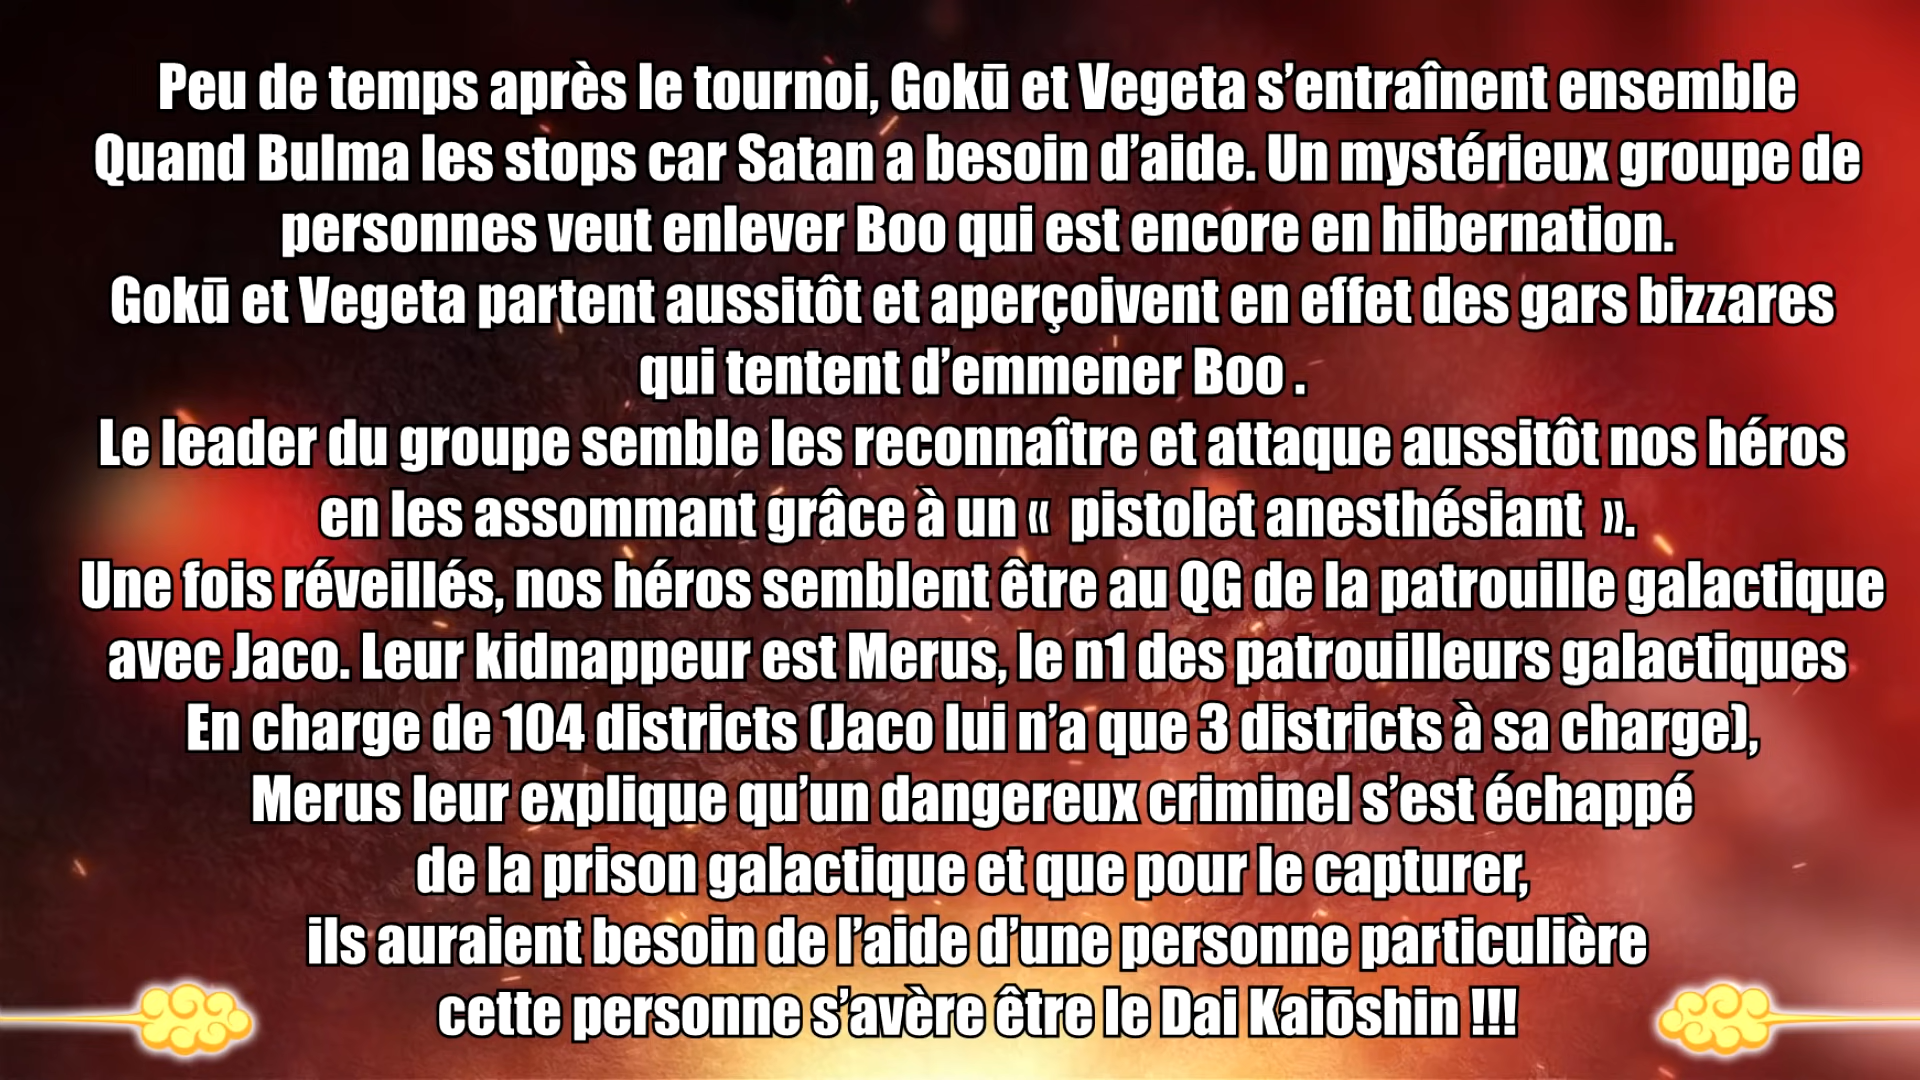 Peu de temps après le tournoi, Gokū et Vegeta s’entraînent ensemble
Quand Bulma les stops car Satan a besoin d’aide. Un mystérieux groupe de
personnes veut enlever Boo qui est encore en hibernation.
Gokū et Vegeta partent aussitôt et aperçoivent en effet des gars bizzares
qui tentent d’emmener Boo .
Le leader du groupe semble les reconnaître et attaque aussitôt nos héros
en les assommant grâce à un «  pistolet anesthésiant  ».
Une fois réveillés, nos héros semblent être au QG de la patrouille galactique
avec Jaco. Leur kidnappeur est Merus, le n1 des patrouilleurs galactiques
En charge de 104 districts (Jaco lui n’a que 3 districts à sa charge),
Merus leur explique qu’un dangereux criminel s’est échappé
de la prison galactique et que pour le capturer,
ils auraient besoin de l’aide d’une personne particulière
cette personne s’avère être le Dai Kaiōshin !!!